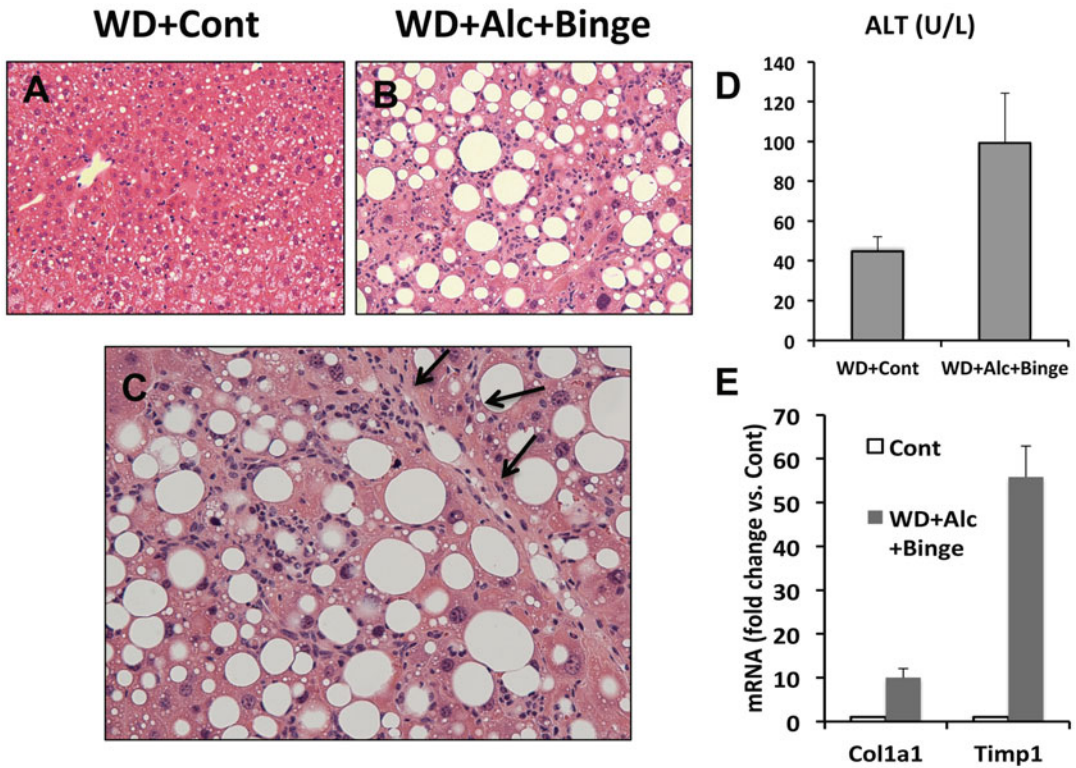 WD+Cont
WD+Alc+Binge
A
B
C
D
ALT (U/L)
140
120
100
80
60
40
20
0
WD+Cont
WD+Alc+Binge
E
mRNA (fold change vs. Cont)
70
60
50
40
30
20
10
0
Cont
WD+Alc
+Binge
Col1a1
Timp1